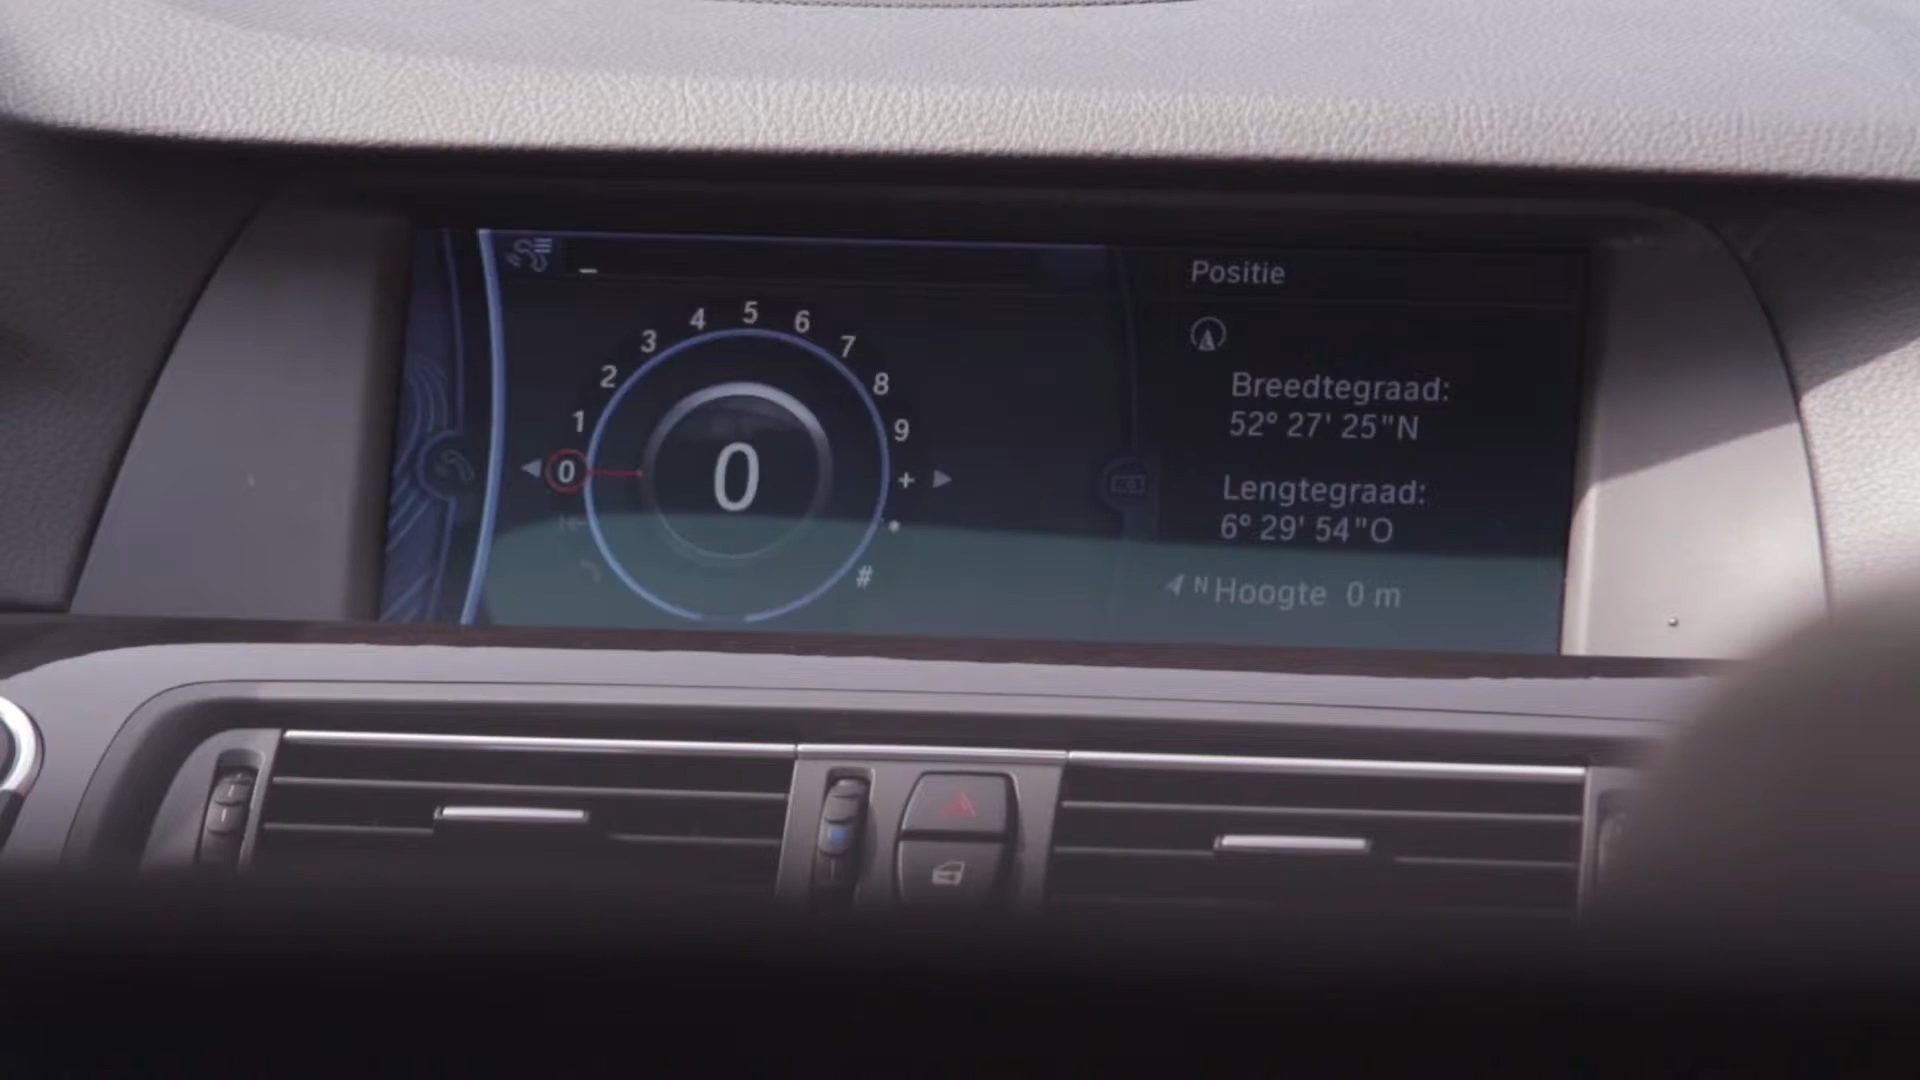 _
0
1
2
3
4
5
6
7
8
9
+
•
#
0
Positie
Breedtegraad:
52° 27' 25"N
Lengtegraad:
6° 29' 54"O
N Hoogte 0 m